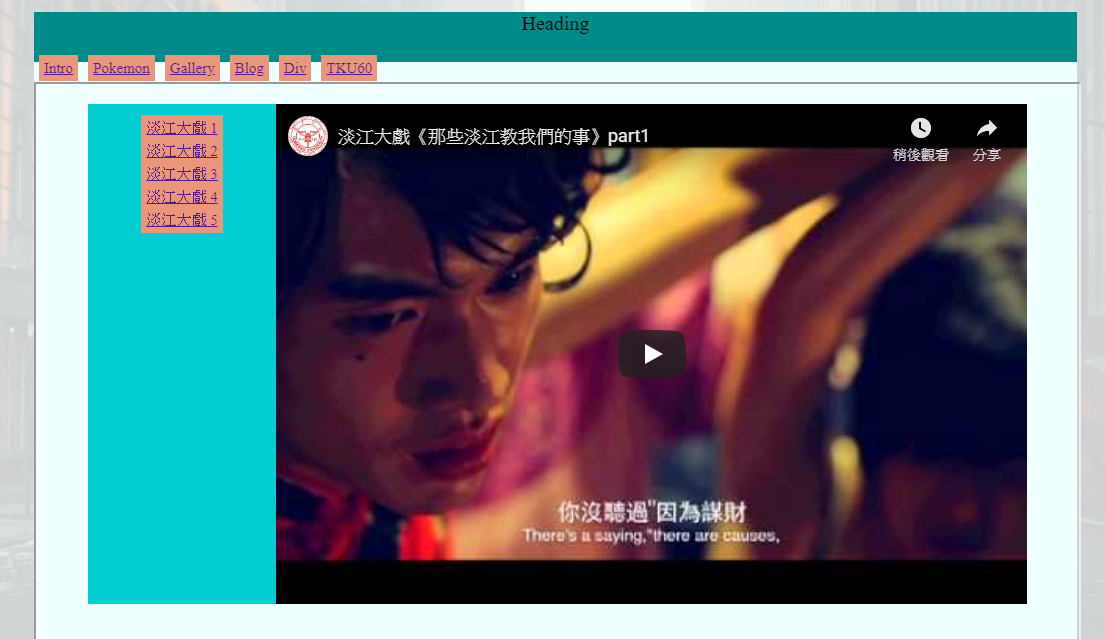 Heading
Intro Pokemon Gallery Blog Div TKU60
淡江大戲 1
淡江大戲 2
淡江大戲 3
淡江大戲 4
淡江大戲 5
淡江大戲《那些淡江教我們的事》part1
稍後觀看
分享
你沒聽過"因為謀財
There's a saying,"there are causes,